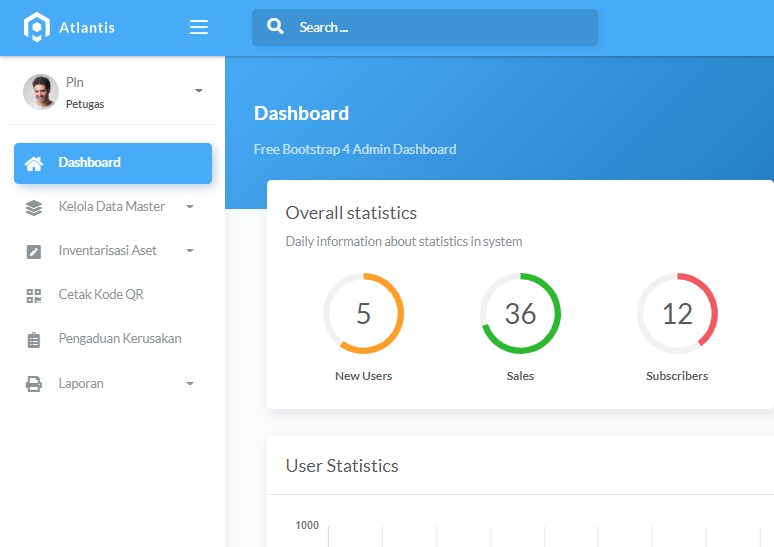 Atlantis
Search ...
Pln
Petugas
Dashboard
Kelola Data Master
Inventarisasi Aset
Cetak Kode QR
Pengaduan Kerusakan
Laporan
Dashboard
Free Bootstrap 4 Admin Dashboard
Overall statistics
Daily information about statistics in system
5
36
12
New Users
Sales
Subscribers
User Statistics
1000